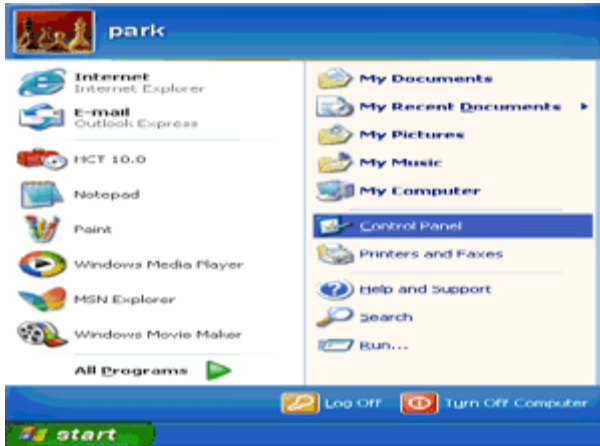 park
Internet
Internet Explorer
E-mail
Outlook Express
HCT 10.0
Notepad
Paint
Windows Media Player
MSN Explorer
Windows Movie Maker
All Programs
My Documents
My Recent Documents
My Pictures
My Music
My Computer
Control Panel
Printers and Faxes
Help and Support
Search
Run...
Log Off
Turn Off Computer
start